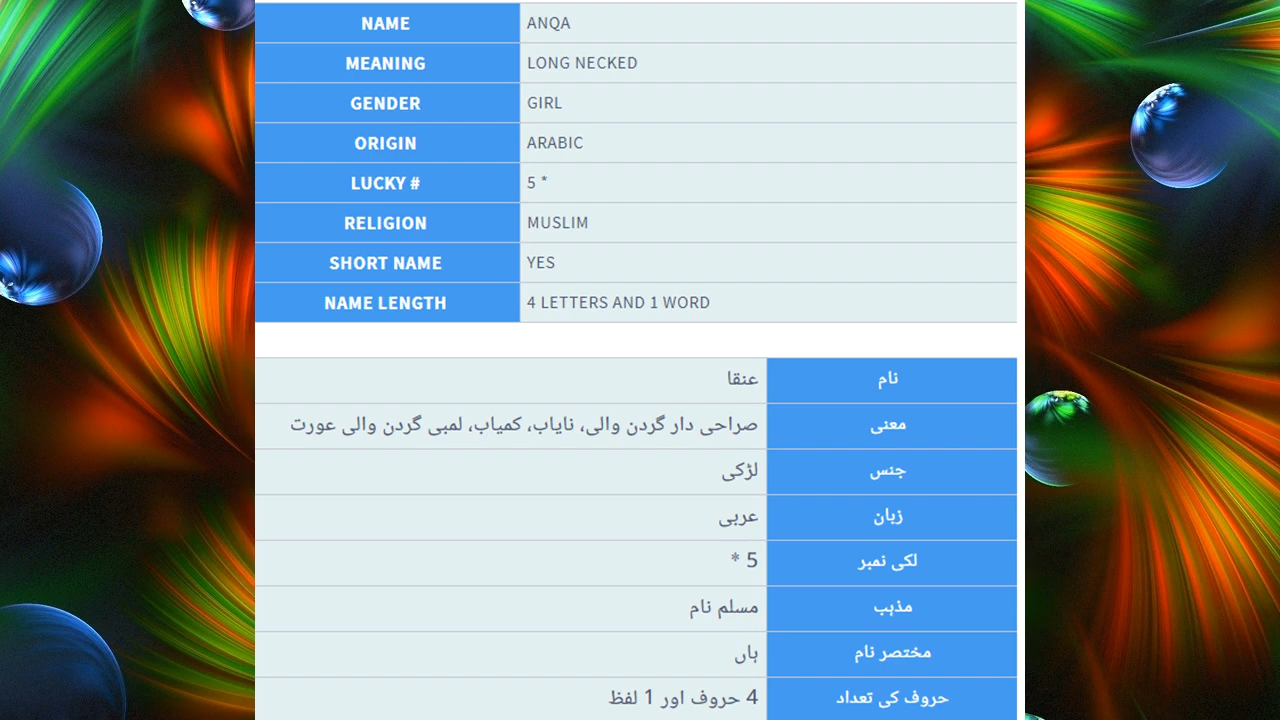 NAME ANQA
MEANING LONG NECKED
GENDER GIRL
ORIGIN ARABIC
LUCKY # 5 *
RELIGION MUSLIM
SHORT NAME YES
NAME LENGTH 4 LETTERS AND 1 WORD
نام عنقا
معنی صراحی دار گردن والی، نایاب، کمیاب، لمبی گردن والی عورت
جنس لڑکی
زبان عربی
لکی نمبر 5 *
مذہب مسلم نام
مختصر نام ہاں
حروف کی تعداد 4 حروف اور 1 لفظ